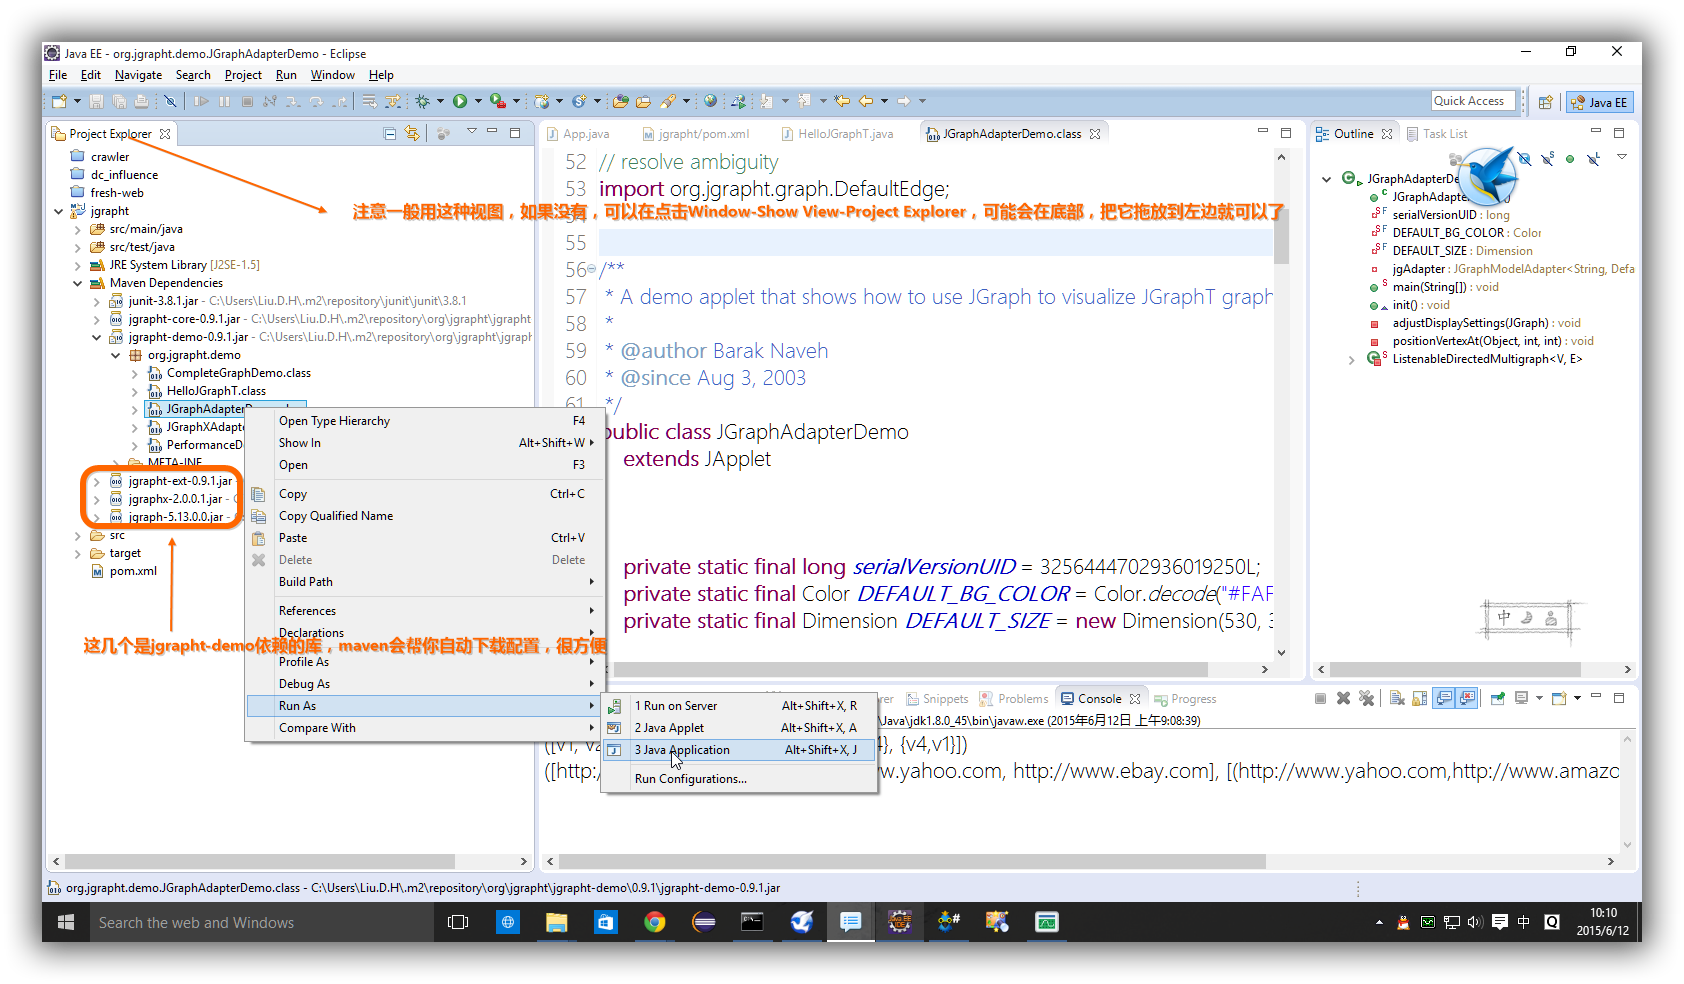 Java EE - org.jgrapht.demo.JGraphAdapterDemo - Eclipse
File Edit Navigate Search Project Run Window Help
Quick Access
Java EE
Project Explorer
crawler
dc_influence
fresh-web
jgrapht
src/main/java
src/test/java
JRE System Library [J2SE-1.5]
Maven Dependencies
junit-3.8.1.jar - C:\Users\Liu.D.H\.m2\repository\junit\junit\3.8.1
jgrapht-core-0.9.1.jar - C:\Users\Liu.D.H\.m2\repository\org\jgrapht\jgrapht
jgrapht-demo-0.9.1.jar - C:\Users\Liu.D.H\.m2\repository\org\jgrapht\jgraph
org.jgrapht.demo
CompleteGraphDemo.class
HelloJGraphT.class
JGraphAdapterD
JGraphXAdapte
PerformanceD
META-INF
jgrapht-ext-0.9.1.jar
jgraphx-2.0.0.1.jar -
jgraph-5.13.0.0.jar -
src
target
pom.xml
注意一般用这种视图，如果没有，可以在点击Window-Show View-Project Explorer，可能会在底部，把它拖放到左边就可以了
这几个是jgrapht-demo依赖的库，maven会帮你自动下载配置，很方便
Open Type Hierarchy F4
Show In Alt+Shift+W
Open F3
Copy Ctrl+C
Copy Qualified Name
Paste Ctrl+V
Delete Delete
Build Path
References
Declarations
Profile As
Debug As
Run As
Compare With
1 Run on Server Alt+Shift+X, R
2 Java Applet Alt+Shift+X, A
3 Java Application Alt+Shift+X, J
Run Configurations...
App.java jgrapht/pom.xml HelloJGraphT.java JGraphAdapterDemo.class
52 // resolve ambiguity
53 import org.jgrapht.graph.DefaultEdge;
54
55
56 /**
57 * A demo applet that shows how to use JGraph to visualize JGraphT graph
58 *
59 * @author Barak Naveh
60 * @since Aug 3, 2003
61 */
public class JGraphAdapterDemo
extends JApplet
private static final long serialVersionUID = 3256444702936019250L;
private static final Color DEFAULT_BG_COLOR = Color.decode("#FAF
private static final Dimension DEFAULT_SIZE = new Dimension(530, 3
Outline Task List
JGraphAdapterDe
JGraphAdapte
serialVersionUID : long
DEFAULT_BG_COLOR : Color
DEFAULT_SIZE : Dimension
jgAdapter : JGraphModelAdapter<String, Defa
main(String[]) : void
init() : void
adjustDisplaySettings(JGraph) : void
positionVertexAt(Object, int, int) : void
ListenableDirectedMultigraph<V, E>
中
rer Snippets Problems Console Progress
\Java\jdk1.8.0_45\bin\javaw.exe (2015年6月12日 上午9:08:39)
([v1, v2 4}, {v4,v1}])
([http:/ w.yahoo.com, http://www.ebay.com], [(http://www.yahoo.com,http://www.amazo
org.jgrapht.demo.JGraphAdapterDemo.class - C:\Users\Liu.D.H\.m2\repository\org\jgrapht\jgrapht-demo\0.9.1\jgrapht-demo-0.9.1.jar
Search the web and Windows
中
10:10
2015/6/12